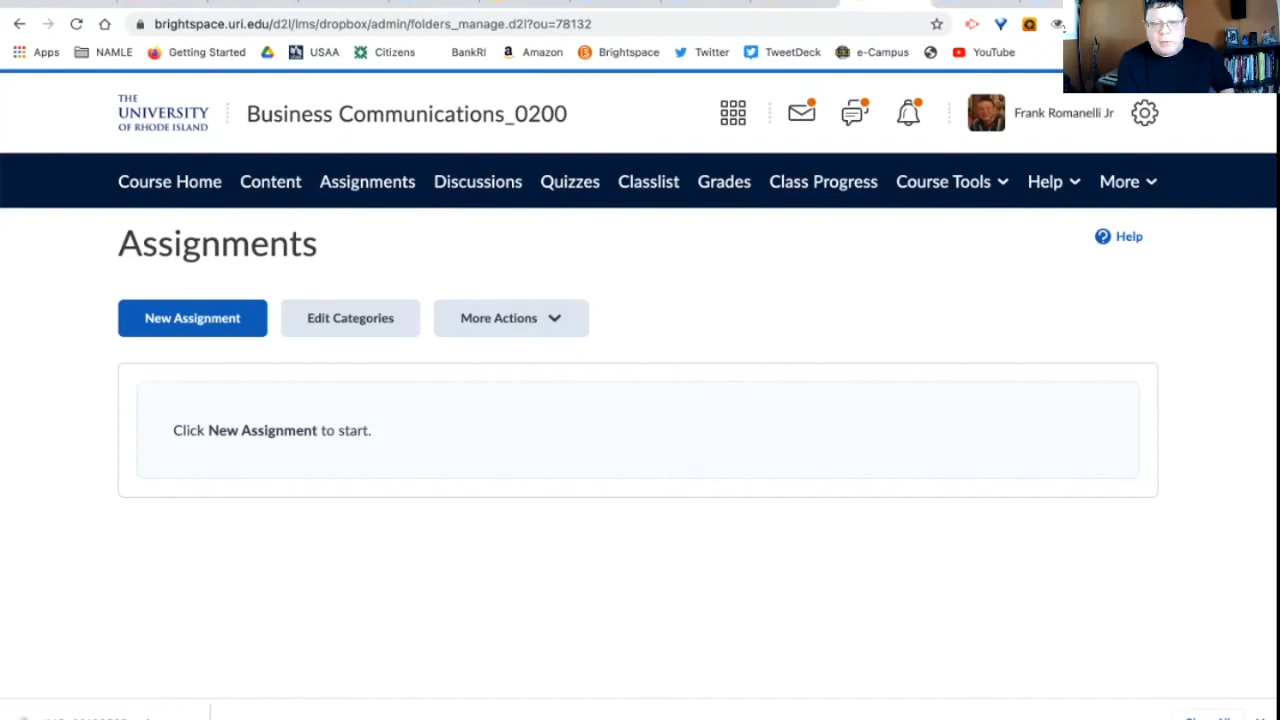 brightspace.uri.edu/d2l/lms/dropbox/admin/folders_manage.d2l?ou=78132
Apps NAMLE Getting Started USAA Citizens BankRI Amazon Brightspace Twitter TweetDeck e-Campus YouTube
THE
UNIVERSITY
OF RHODE ISLAND
Business Communications_0200
Frank Romanelli Jr
Course Home Content Assignments Discussions Quizzes Classlist Grades Class Progress Course Tools Help More
Assignments
Help
New Assignment Edit Categories More Actions
Click New Assignment to start.